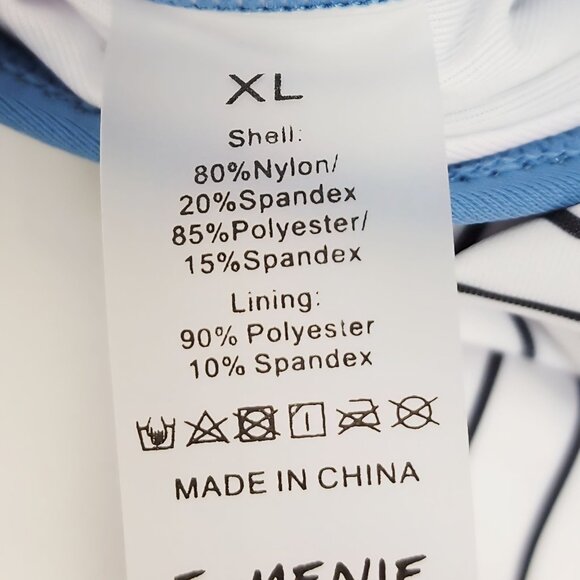 XL
Shell:
80%Nylon/
20%Spandex
85%Polyester/
15%Spandex
Lining:
90% Polyester
10% Spandex
MADE IN CHINA